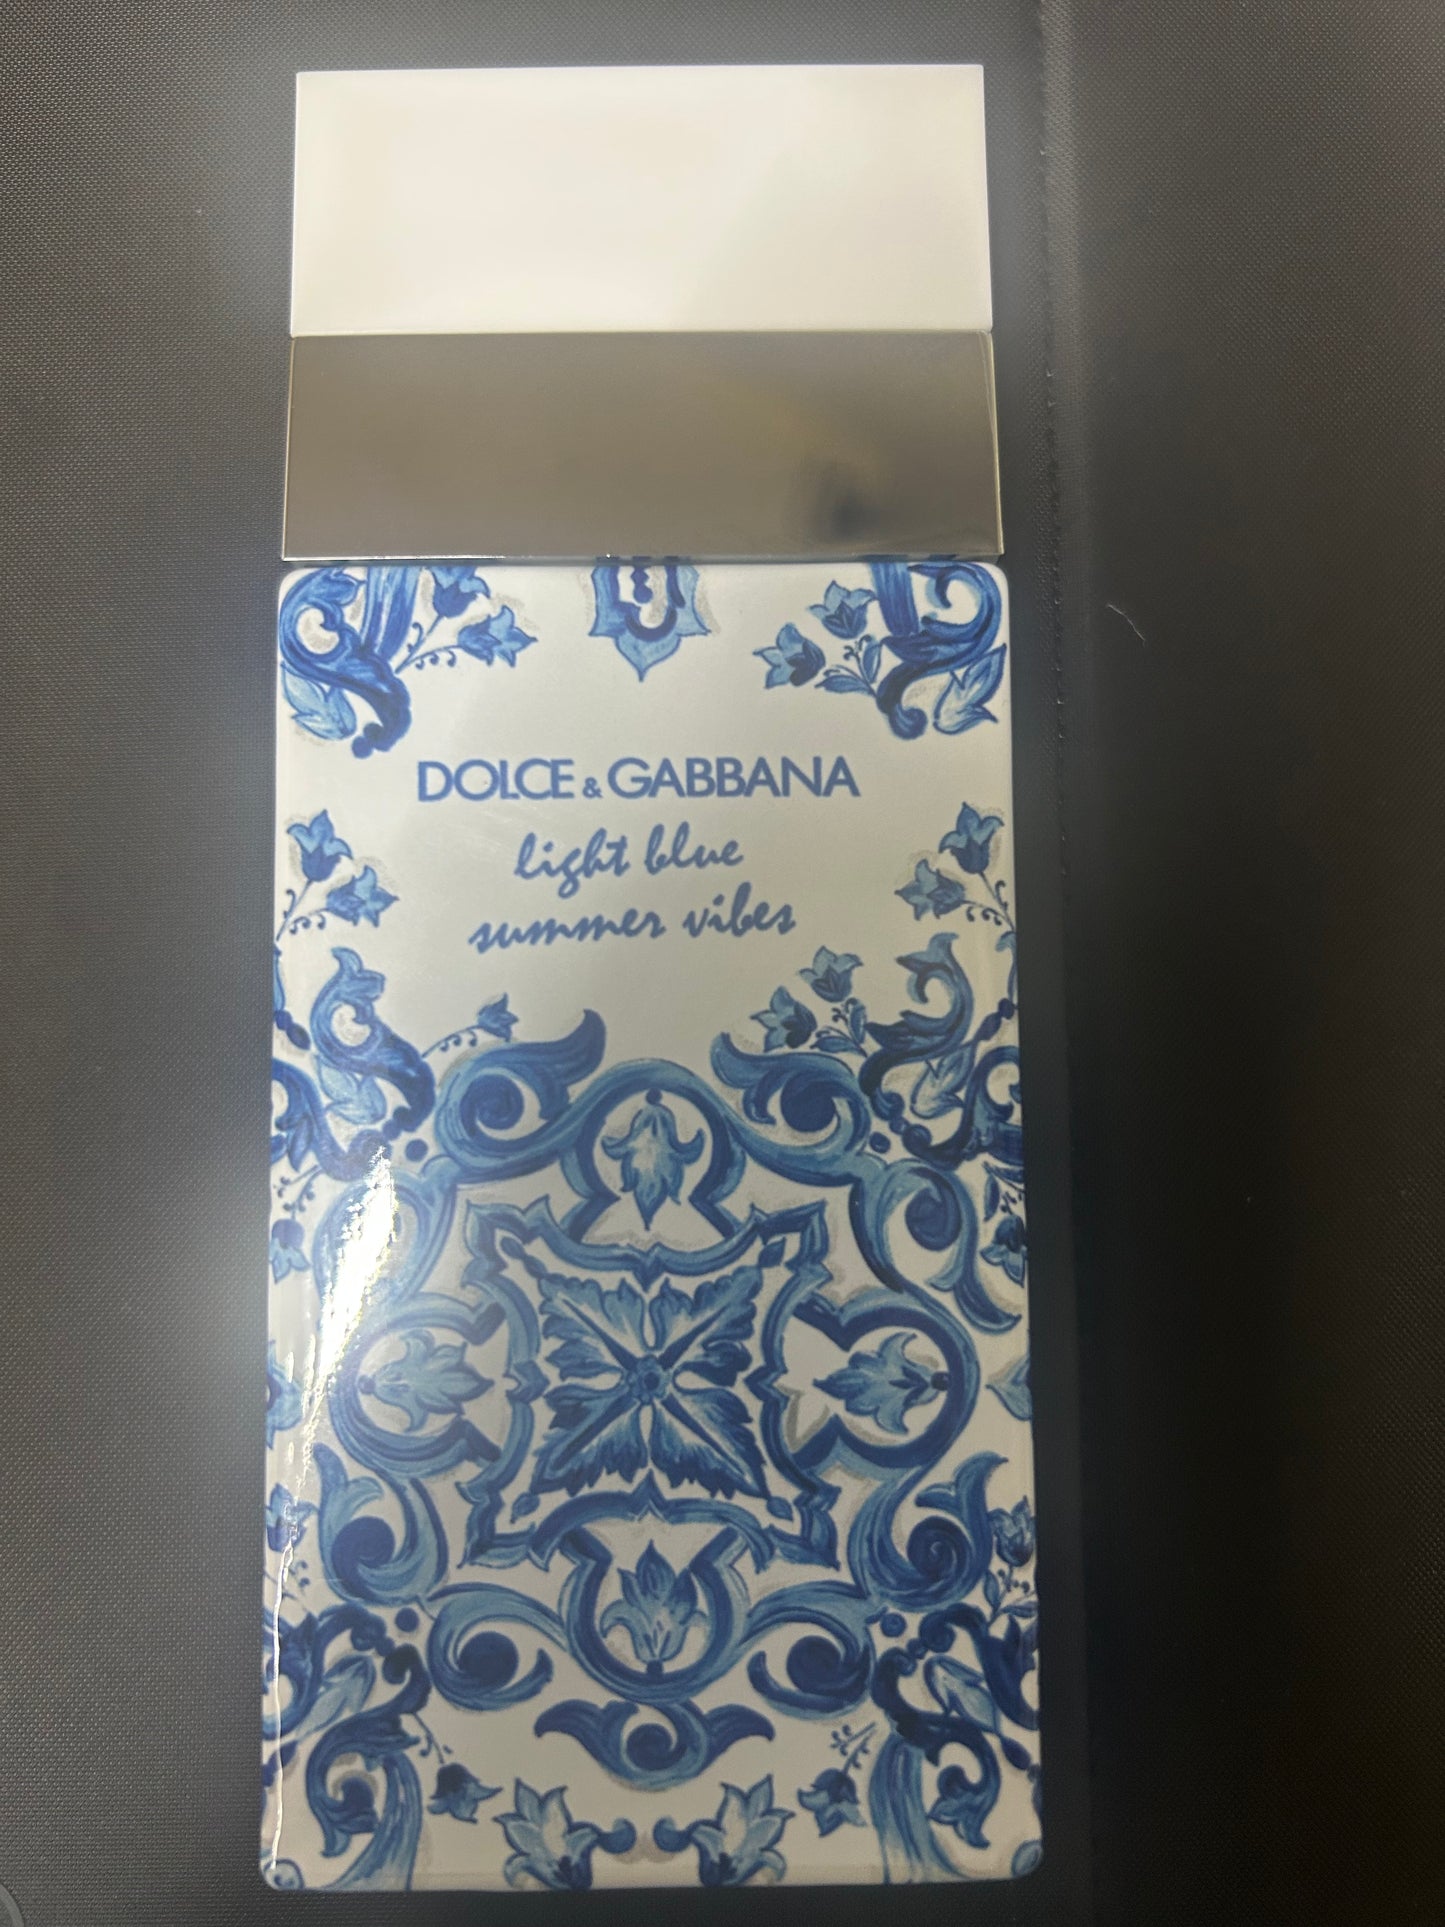 DOLCE & GABBANA
light blue
summer vibes